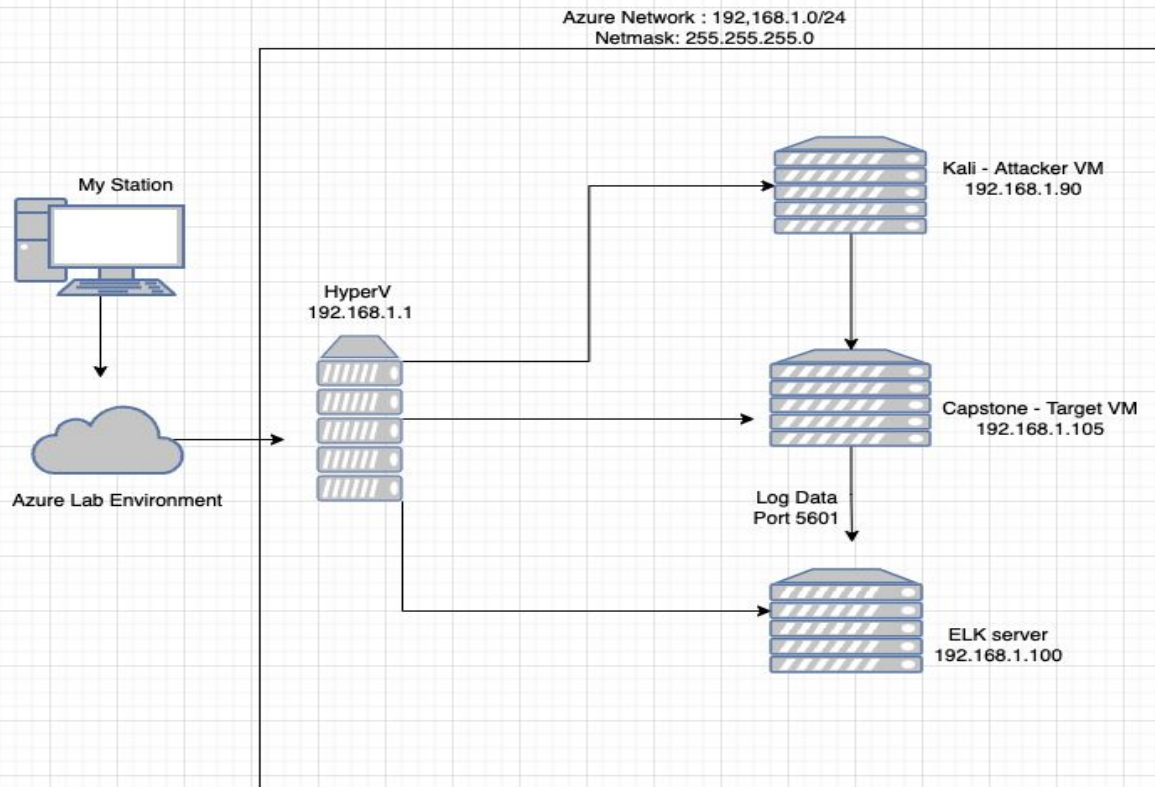 Azure Network : 192,168.1.0/24
Netmask: 255.255.255.0
My Station
Kali - Attacker VM
192.168.1.90
HyperV
192.168.1.1
Capstone - Target VM
192.168.1.105
Azure Lab Environment
Log Data
Port 5601
ELK server
192.168.1.100